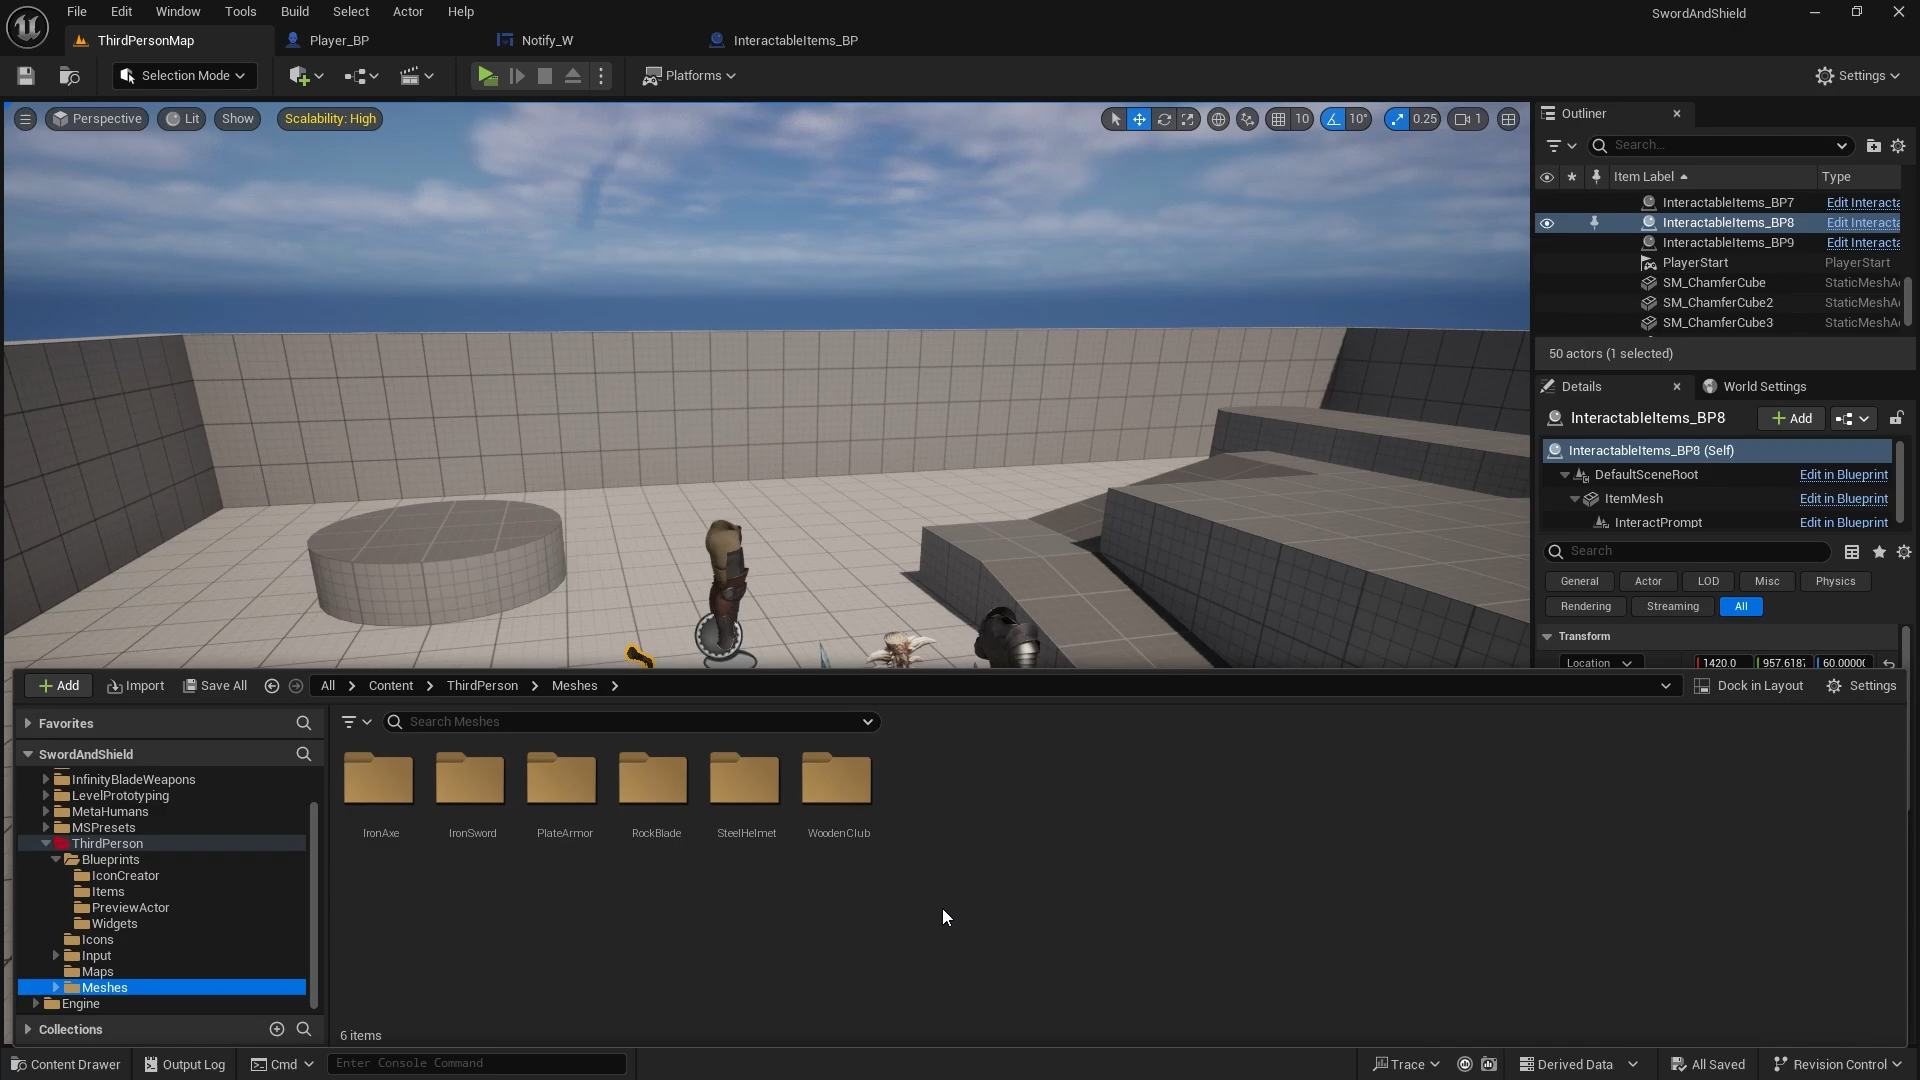 File Edit Window Tools Build Select Actor Help
SwordAndShield
ThirdPersonMap
Player_BP
Notify_W
InteractableItems_BP
Selection Mode
Platforms
Settings
Perspective
Lit
Show
Scalability: High
10
10°
0.25
1
Outliner
Search...
Item Label
Type
InteractableItems_BP7 Edit Interacta
InteractableItems_BP8 Edit Interacta
InteractableItems_BP9 Edit Interacta
PlayerStart PlayerStart
SM_ChamferCube StaticMeshA
SM_ChamferCube2 StaticMeshA
SM_ChamferCube3 StaticMeshA
50 actors (1 selected)
Details
World Settings
InteractableItems_BP8
Add
InteractableItems_BP8 (Self)
DefaultSceneRoot Edit in Blueprint
ItemMesh Edit in Blueprint
InteractPrompt Edit in Blueprint
Search
General Actor LOD Misc Physics
Rendering Streaming All
Transform
Location 1420.0 957.6187 60.0000
Add
Import
Save All
All Content ThirdPerson Meshes
Dock in Layout
Settings
Favorites
SwordAndShield
InfinityBladeWeapons
LevelPrototyping
MetaHumans
MSPresets
ThirdPerson
Blueprints
IconCreator
Items
PreviewActor
Widgets
Icons
Input
Maps
Meshes
Engine
Collections
Search Meshes
IronAxe IronSword PlateArmor RockBlade SteelHelmet WoodenClub
6 items
Content Drawer
Output Log
Cmd
Enter Console Command
Trace
Derived Data
All Saved
Revision Control